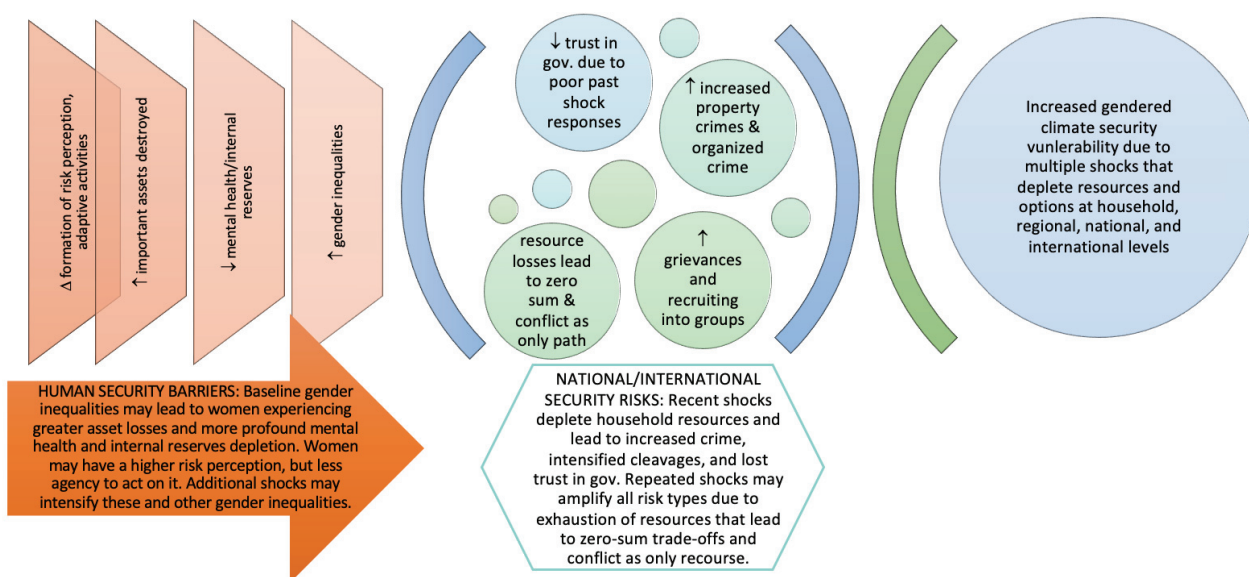 Δ formation of risk perception,
adaptive activities
↑ important assets destroyed
↓ mental health/internal
reserves
↑ gender inequalities
HUMAN SECURITY BARRIERS: Baseline gender
inequalities may lead to women experiencing
greater asset losses and more profound mental
health and internal reserves depletion. Women
may have a higher risk perception, but less
agency to act on it. Additional shocks may
intensify these and other gender inequalities.
↓ trust in
gov. due to
poor past
shock
responses
↑ increased
property
crimes &
organized
crime
resource
losses lead
to zero
sum &
conflict as
only path
↑
grievances
and
recruiting
into groups
NATIONAL/INTERNATIONAL
SECURITY RISKS: Recent shocks
deplete household resources and
lead to increased crime,
intensified cleavages, and lost
trust in gov. Repeated shocks may
amplify all risk types due to
exhaustion of resources that lead
to zero-sum trade-offs and
conflict as only recourse.
Increased gendered
climate security
vunlerability due to
multiple shocks that
deplete resources and
options at household,
regional, national, and
international levels